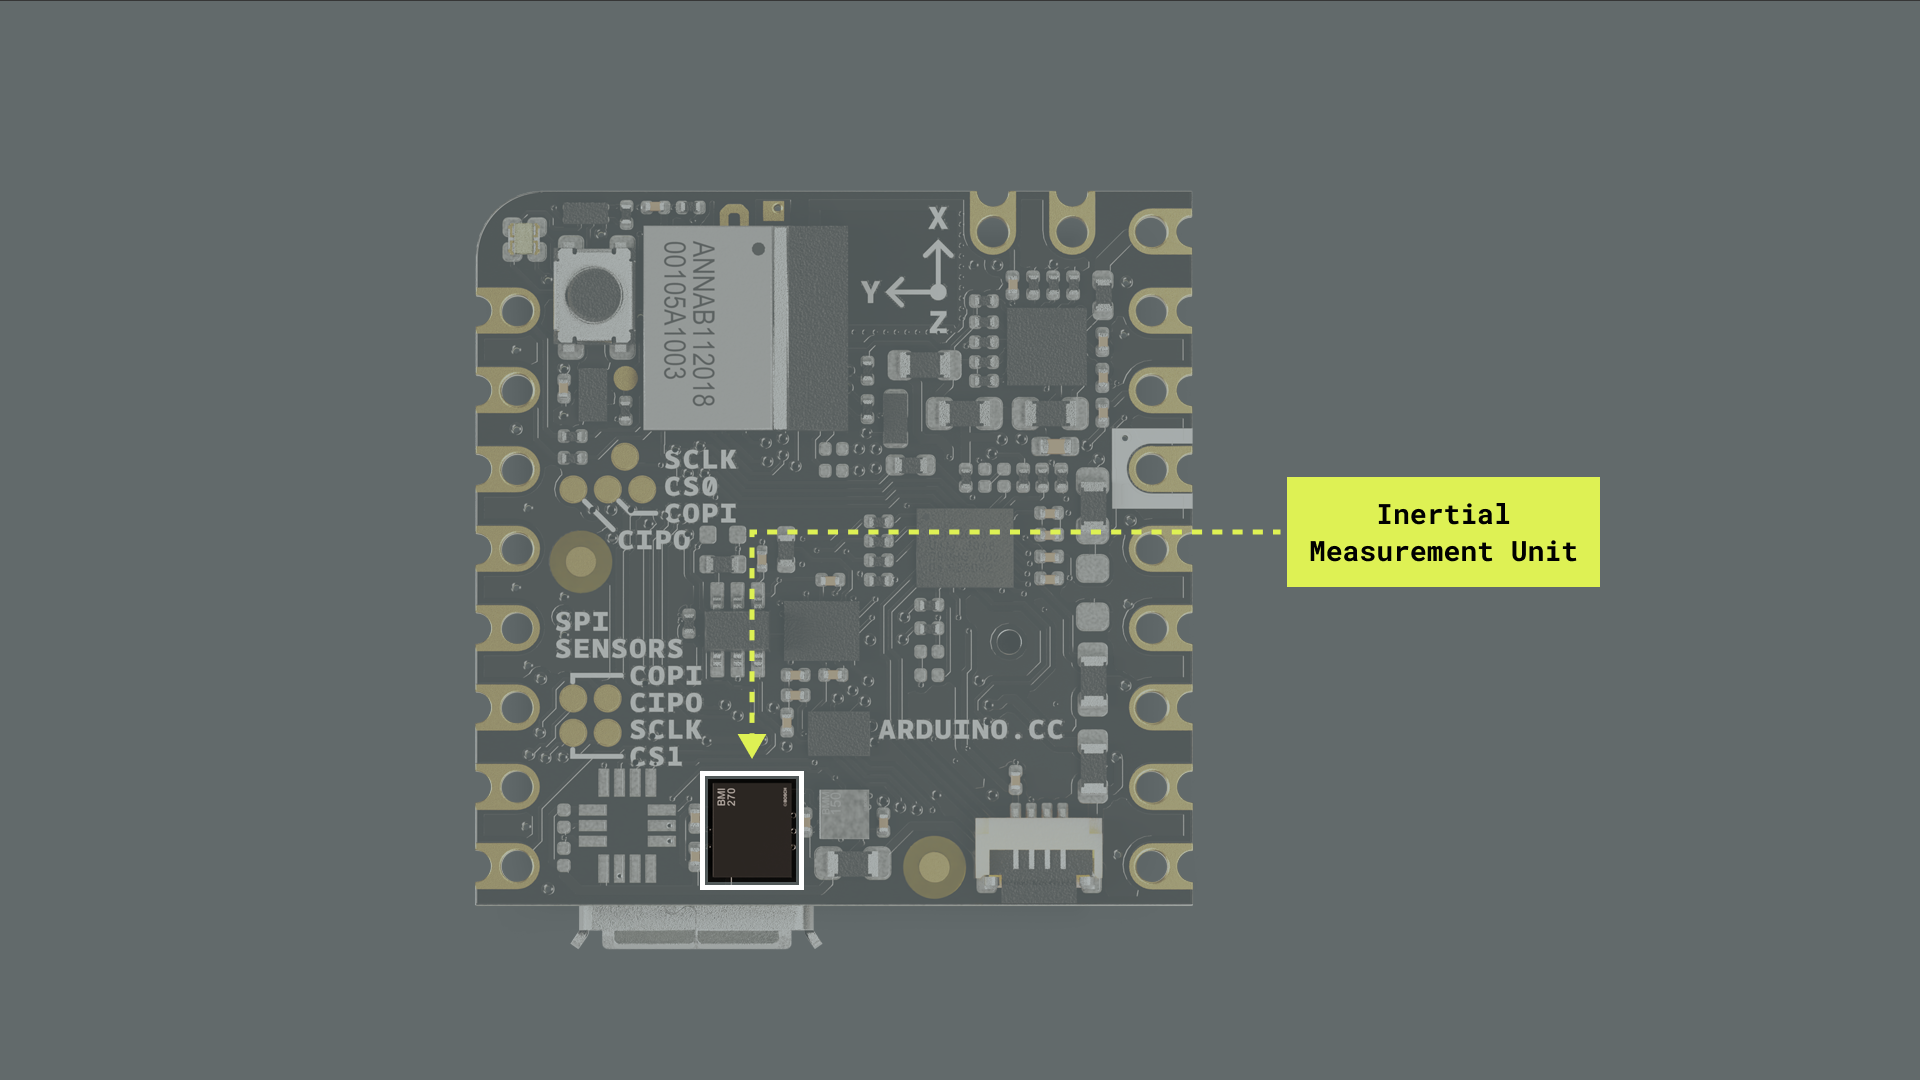 X
Y
Z
ANNAB112018
00105A1003
SCLK
CS0
COPI
CIPO
Inertial
Measurement Unit
SPI
SENSORS
COPI
CIPO
SCLK
CS1
ARDUINO.CC
BMI
270
BOSCH